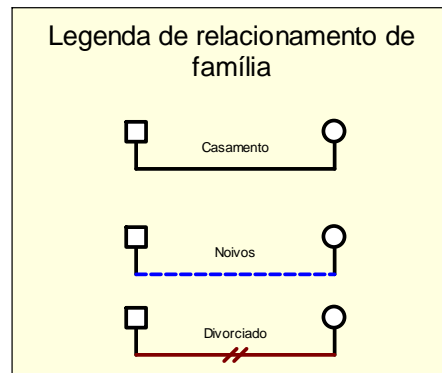 Legenda de relacionamento de
família
Casamento
Noivos
Divorciado